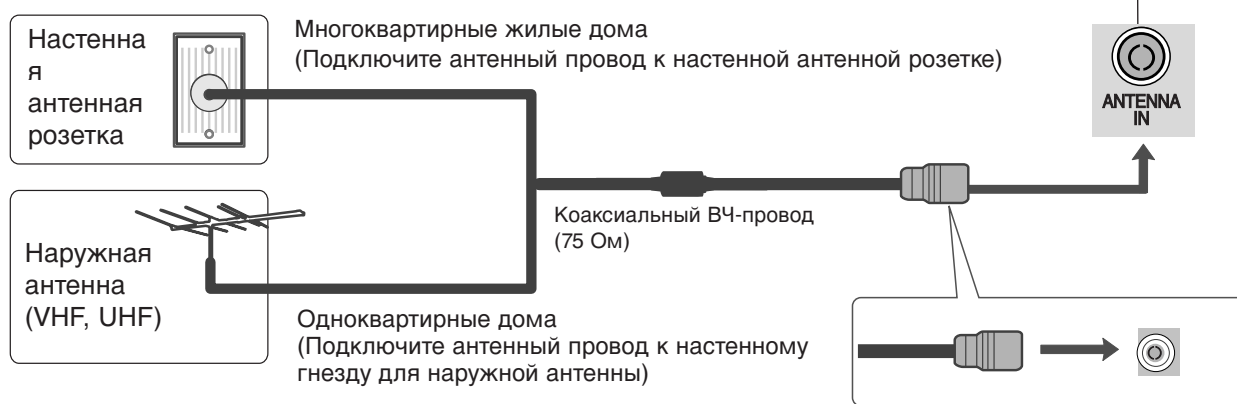 Настенна
я
антенная
розетка
Многоквартирные жилые дома
(Подключите антенный провод к настенной антенной розетке)
ANTENNA
IN
Коаксиальный ВЧ-провод
(75 Ом)
Наружная
антенна
(VHF, UHF)
Одноквартирные дома
(Подключите антенный провод к настенному
гнезду для наружной антенны)